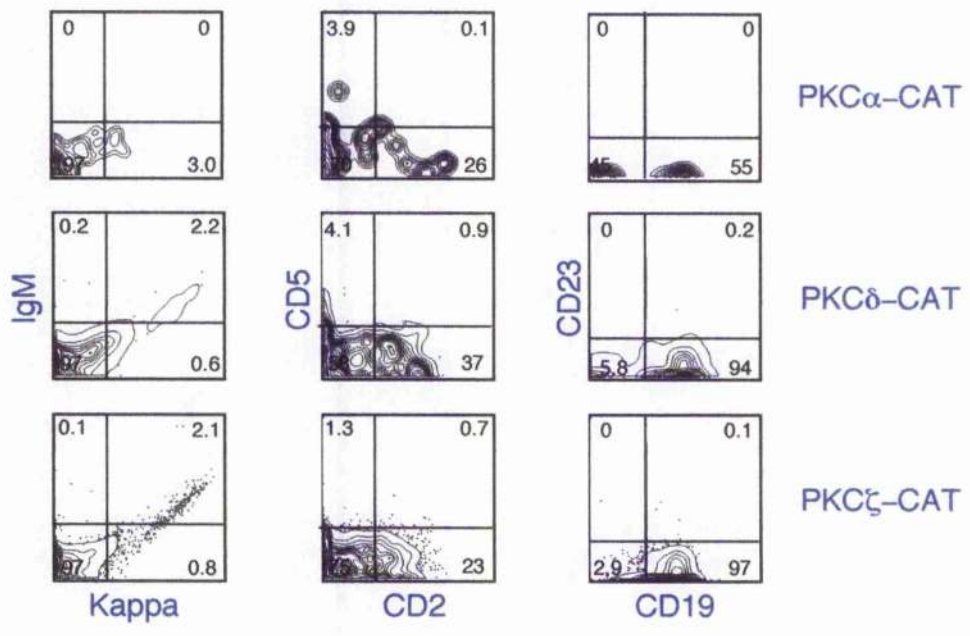 0 0
97 3.0
3.9 0.1
26
0 0
45 55
PKCα–CAT
IgM
0.2 2.2
97 0.6
CD5
4.1 0.9
37
CD23
0 0.2
5.8 94
PKCδ–CAT
0.1 2.1
97 0.8
Kappa
1.3 0.7
75 23
CD2
0 0.1
2,9 97
CD19
PKCζ–CAT